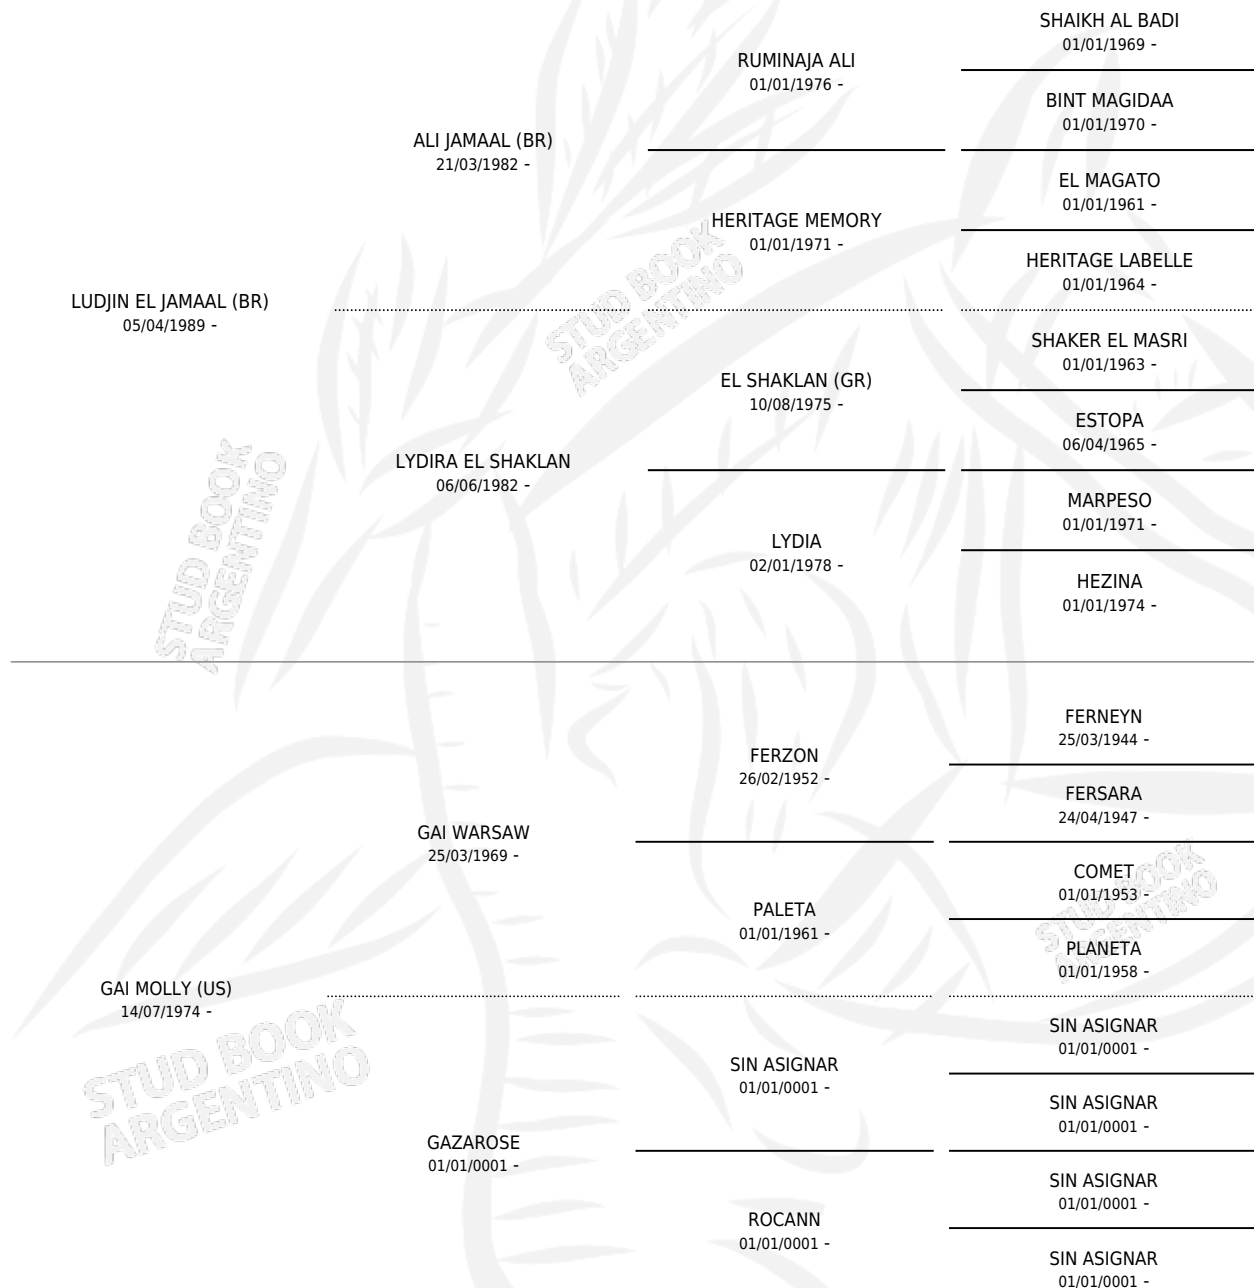 SHAIKH AL BADI
01/01/1969 -
RUMINAJA ALI
01/01/1976 -
BINT MAGIDAA
01/01/1970 -
ALI JAMAAL (BR)
21/03/1982 -
EL MAGATO
01/01/1961 -
HERITAGE MEMORY
01/01/1971 -
HERITAGE LABELLE
01/01/1964 -
LUDJIN EL JAMAAL (BR)
05/04/1989 -
SHAKER EL MASRI
01/01/1963 -
EL SHAKLAN (GR)
10/08/1975 -
ESTOPA
06/04/1965 -
LYDIRA EL SHAKLAN
06/06/1982 -
MARPESO
01/01/1971 -
LYDIA
02/01/1978 -
HEZINA
01/01/1974 -
FERNEYN
25/03/1944 -
FERZON
26/02/1952 -
FERSARA
24/04/1947 -
GAI WARSAW
25/03/1969 -
COMET
01/01/1953 -
PALETA
01/01/1961 -
PLANETA
01/01/1958 -
GAI MOLLY (US)
14/07/1974 -
SIN ASIGNAR
01/01/0001 -
SIN ASIGNAR
01/01/0001 -
SIN ASIGNAR
01/01/0001 -
GAZAROSE
01/01/0001 -
SIN ASIGNAR
01/01/0001 -
ROCANN
01/01/0001 -
SIN ASIGNAR
01/01/0001 -
STUD BOOK
ARGENTINO
STUD BOOK
ARGENTINO
STUD BOOK
ARGENTINO
STUD BOOK
ARGENTINO